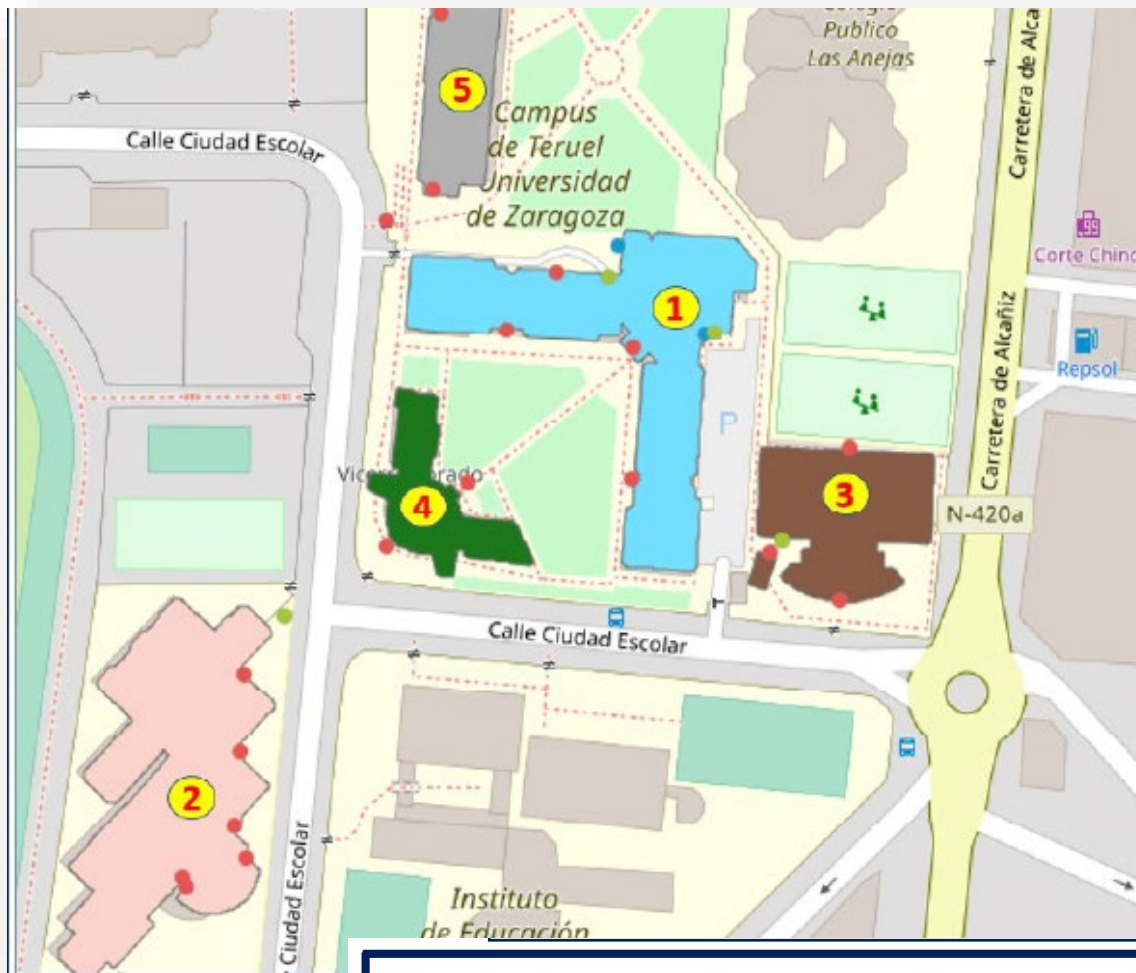 Publico
Las Anejas
Carretera de Alca
5
Campus
de Teruel
Universidad
de Zaragoza
Calle Ciudad Escolar
Corte Chino
1
Repsol
Carretera de Alcañiz
P
3
4
N-420a
Calle Ciudad Escolar
2
Calle Ciudad Escolar
Instituto
de Educación